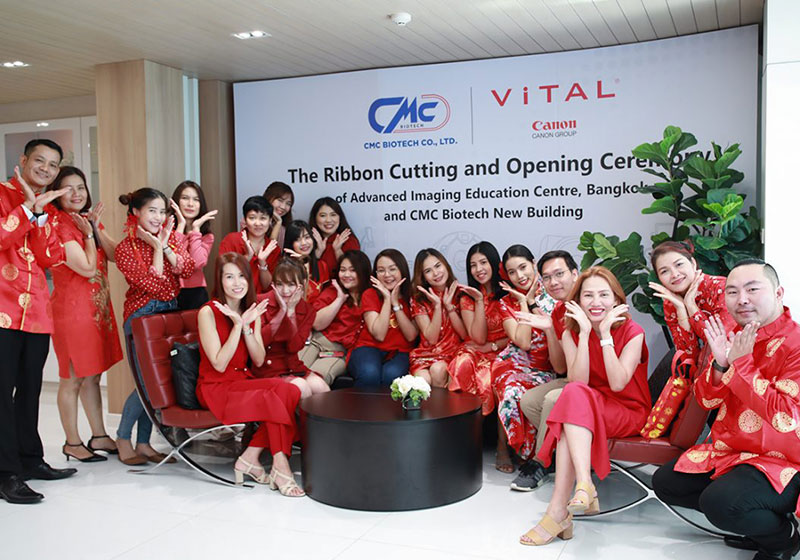 CMC
BIOTECH
CMC BIOTECH CO., LTD.
ViTAL®
Canon
CANON GROUP
The Ribbon Cutting and Opening Ceremony
of Advanced Imaging Education Centre, Bangkok
and CMC Biotech New Building